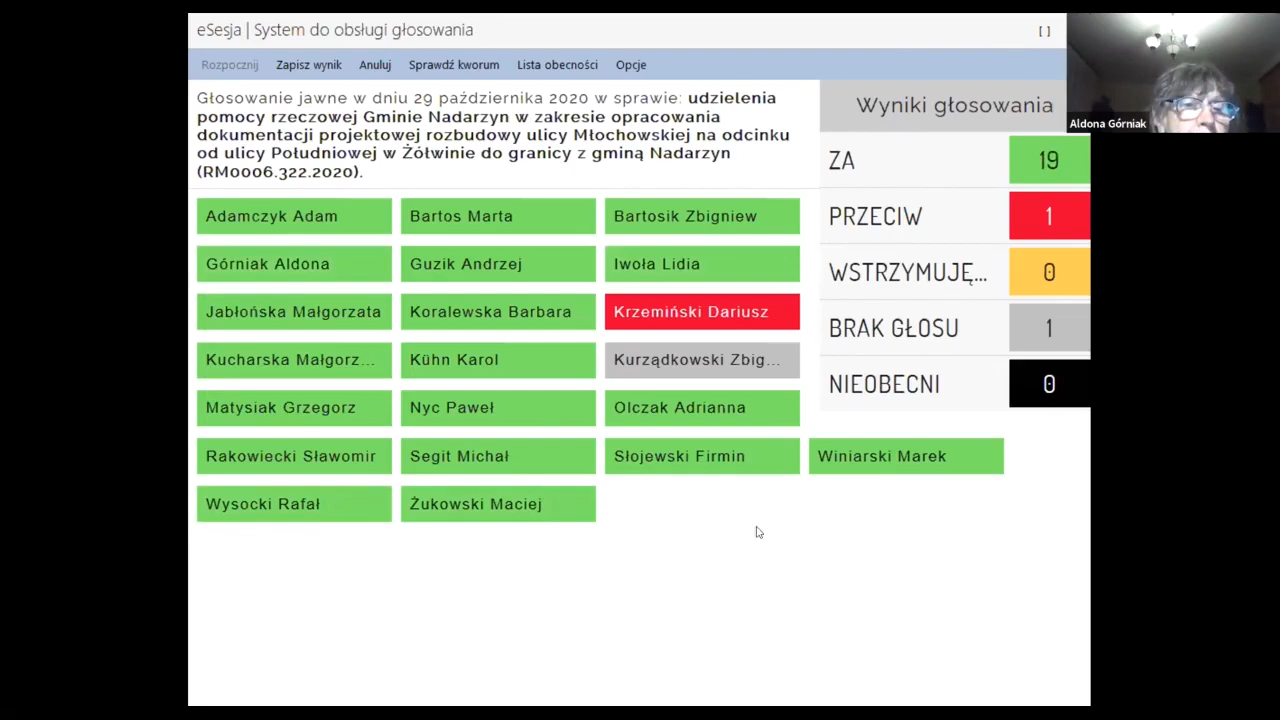 eSesja | System do obsługi głosowania
[ ]
Rozpocznij Zapisz wynik Anuluj Sprawdź kworum Lista obecności Opcje
Głosowanie jawne w dniu 29 października 2020 w sprawie: udzielenia
pomocy rzeczowej Gminie Nadarzyn w zakresie opracowania
dokumentacji projektowej rozbudowy ulicy Młochowskiej na odcinku
od ulicy Południowej w Żółwinie do granicy z gminą Nadarzyn
(RM0006.322.2020).
Wyniki głosowania
Aldona Górniak
ZA 19
PRZECIW 1
WSTRZYMUJĘ... 0
BRAK GŁOSU 1
NIEOBECNI 0
Adamczyk Adam Bartos Marta Bartosik Zbigniew
Górniak Aldona Guzik Andrzej Iwoła Lidia
Jabłońska Małgorzata Koralewska Barbara Krzemiński Dariusz
Kucharska Małgorz... Kühn Karol Kurządkowski Zbig...
Matysiak Grzegorz Nyc Paweł Olczak Adrianna
Rakowiecki Sławomir Segit Michał Słojewski Firmin Winiarski Marek
Wysocki Rafał Żukowski Maciej